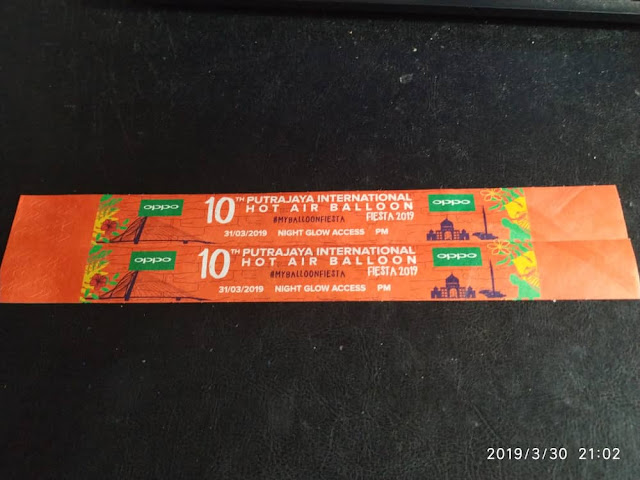 oppo
10TH PUTRAJAYA INTERNATIONAL
HOT AIR BALLOON
#MYBALLOONFIESTA FIESTA 2019
31/03/2019 NIGHT GLOW ACCESS PM
oppo
oppo
10TH PUTRAJAYA INTERNATIONAL
HOT AIR BALLOON
#MYBALLOONFIESTA FIESTA 2019
31/03/2019 NIGHT GLOW ACCESS PM
oppo
2019/3/30 21:02